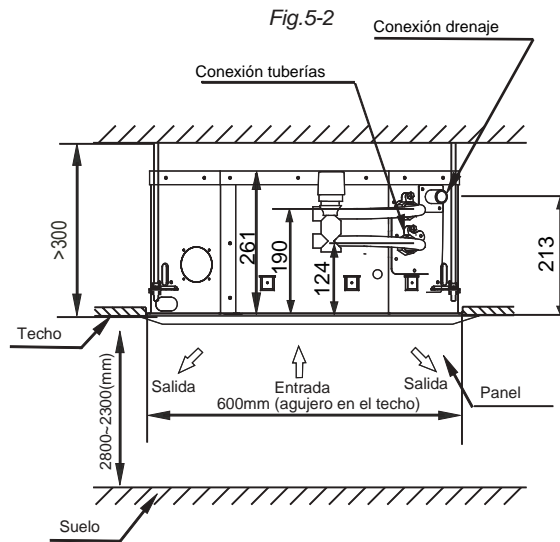 Fig.5-2
Conexión drenaje
Conexión tuberías
>300
261
190
124
213
Techo
Salida
Entrada
Salida
Panel
600mm (agujero en el techo)
2800~2300(mm)
Suelo